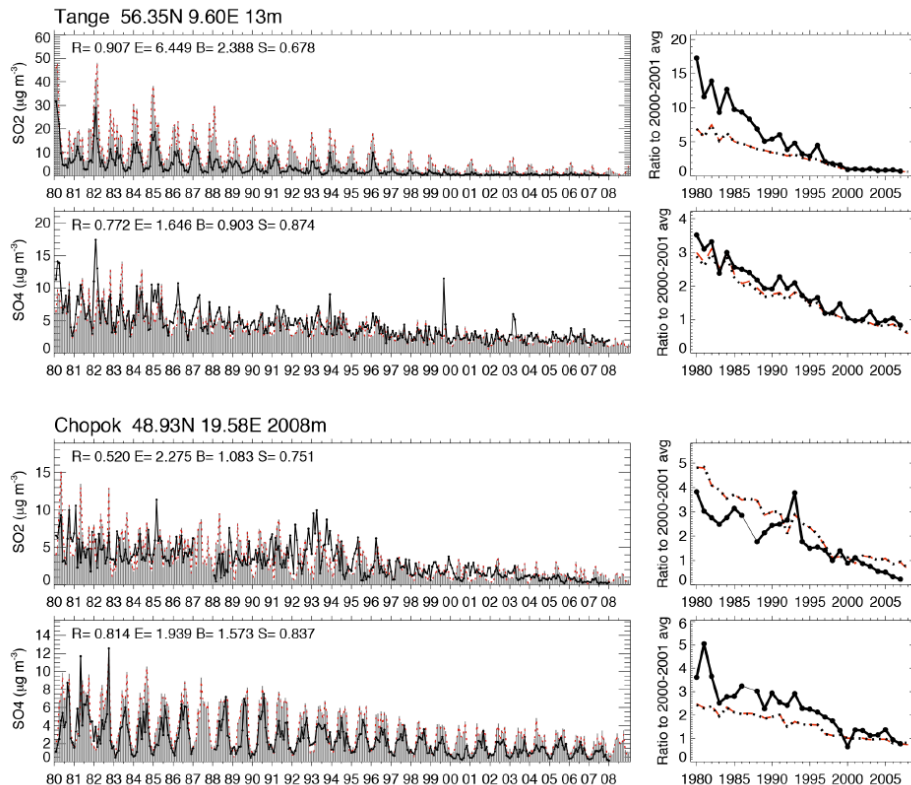 Tange 56.35N 9.60E 13m
R= 0.907 E= 6.449 B= 2.388 S= 0.678
SO2 (μg m⁻³)
60
50
40
30
20
10
0
80 81 82 83 84 85 86 87 88 89 90 91 92 93 94 95 96 97 98 99 00 01 02 03 04 05 06 07 08
Ratio to 2000-2001 avg
20
15
10
5
0
1980 1985 1990 1995 2000 2005
R= 0.772 E= 1.646 B= 0.903 S= 0.874
SO4 (μg m⁻³)
20
15
10
5
0
80 81 82 83 84 85 86 87 88 89 90 91 92 93 94 95 96 97 98 99 00 01 02 03 04 05 06 07 08
Ratio to 2000-2001 avg
4
3
2
1
0
1980 1985 1990 1995 2000 2005
Chopok 48.93N 19.58E 2008m
R= 0.520 E= 2.275 B= 1.083 S= 0.751
SO2 (μg m⁻³)
15
10
5
0
80 81 82 83 84 85 86 87 88 89 90 91 92 93 94 95 96 97 98 99 00 01 02 03 04 05 06 07 08
Ratio to 2000-2001 avg
5
4
3
2
1
0
1980 1985 1990 1995 2000 2005
R= 0.814 E= 1.939 B= 1.573 S= 0.837
SO4 (μg m⁻³)
14
12
10
8
6
4
2
0
80 81 82 83 84 85 86 87 88 89 90 91 92 93 94 95 96 97 98 99 00 01 02 03 04 05 06 07 08
Ratio to 2000-2001 avg
6
5
4
3
2
1
0
1980 1985 1990 1995 2000 2005